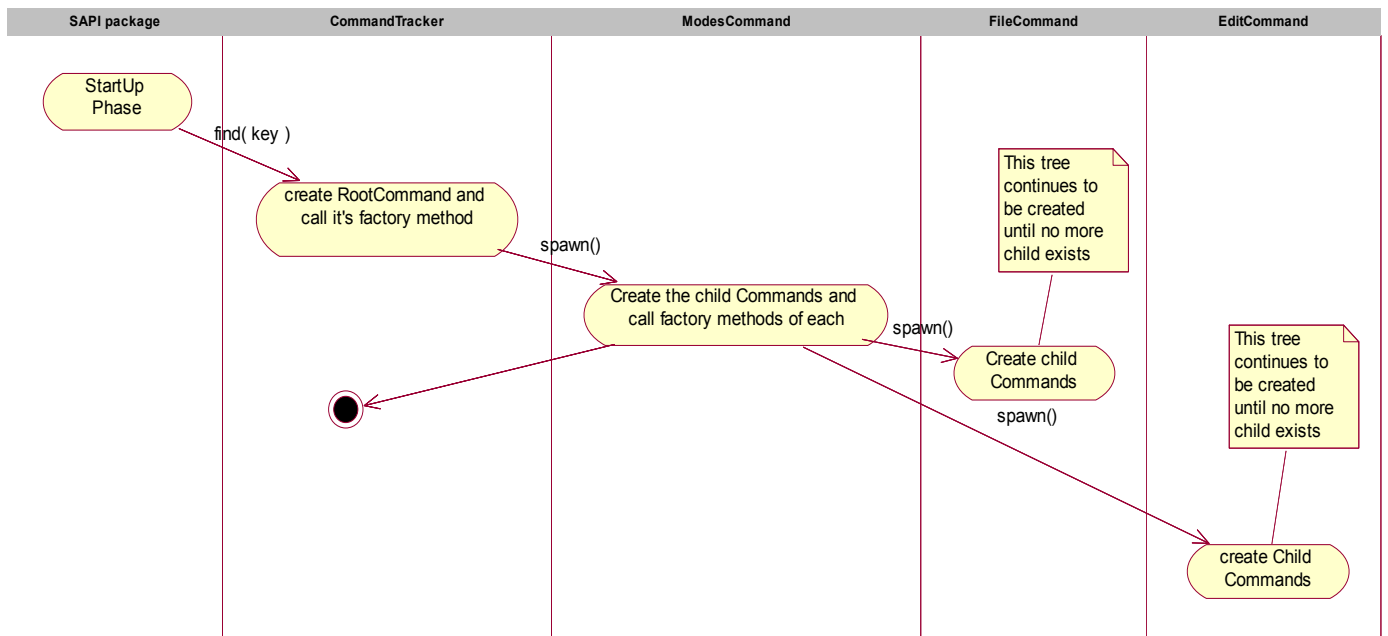 SAPI package
CommandTracker
ModesCommand
FileCommand
EditCommand
StartUp
Phase
find( key )
create RootCommand and
call it's factory method
spawn()
Create the child Commands and
call factory methods of each
spawn()
This tree
continues to
be created
until no more
child exists
Create child
Commands
spawn()
This tree
continues to
be created
until no more
child exists
create Child
Commands